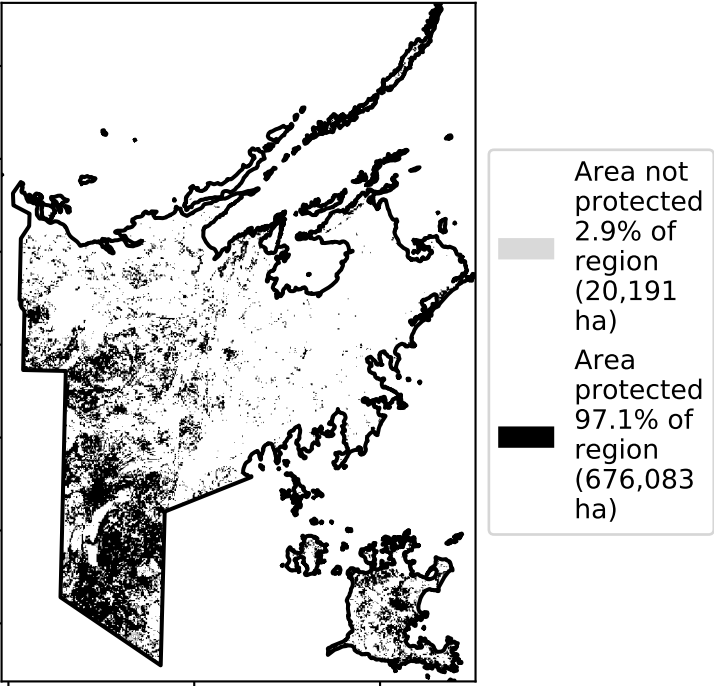 Area not
protected
2.9% of
region
(20,191
ha)
Area
protected
97.1% of
region
(676,083
ha)